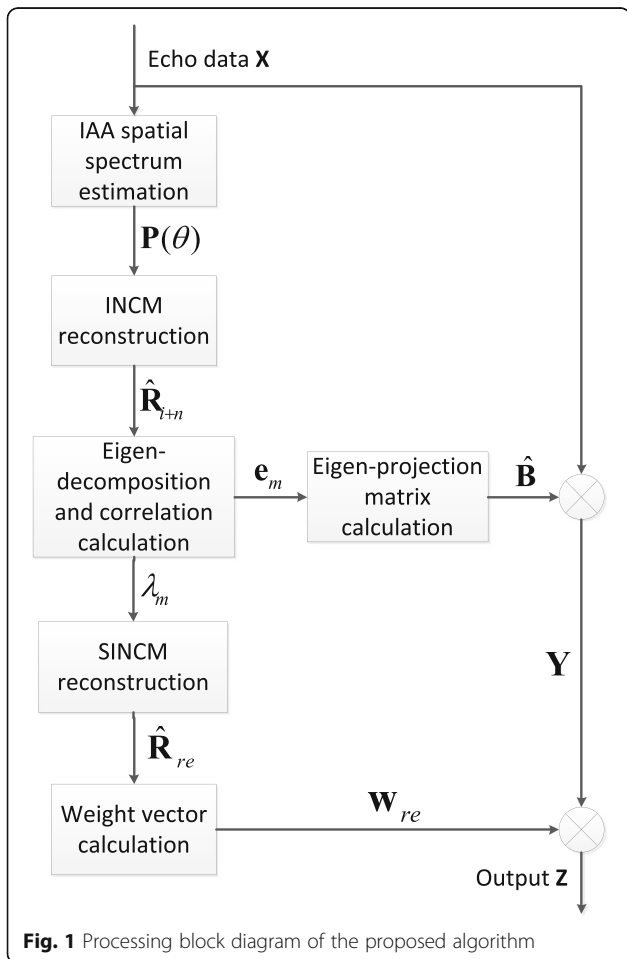 Echo data X
IAA spatial
spectrum
estimation
P(θ)
INCM
reconstruction
R̂i+n
Eigen-
decomposition
and correlation
calculation
em
Eigen-projection
matrix
calculation
B̂
λm
SINCM
reconstruction
Y
R̂re
Weight vector
calculation
wre
Output Z
Fig. 1 Processing block diagram of the proposed algorithm